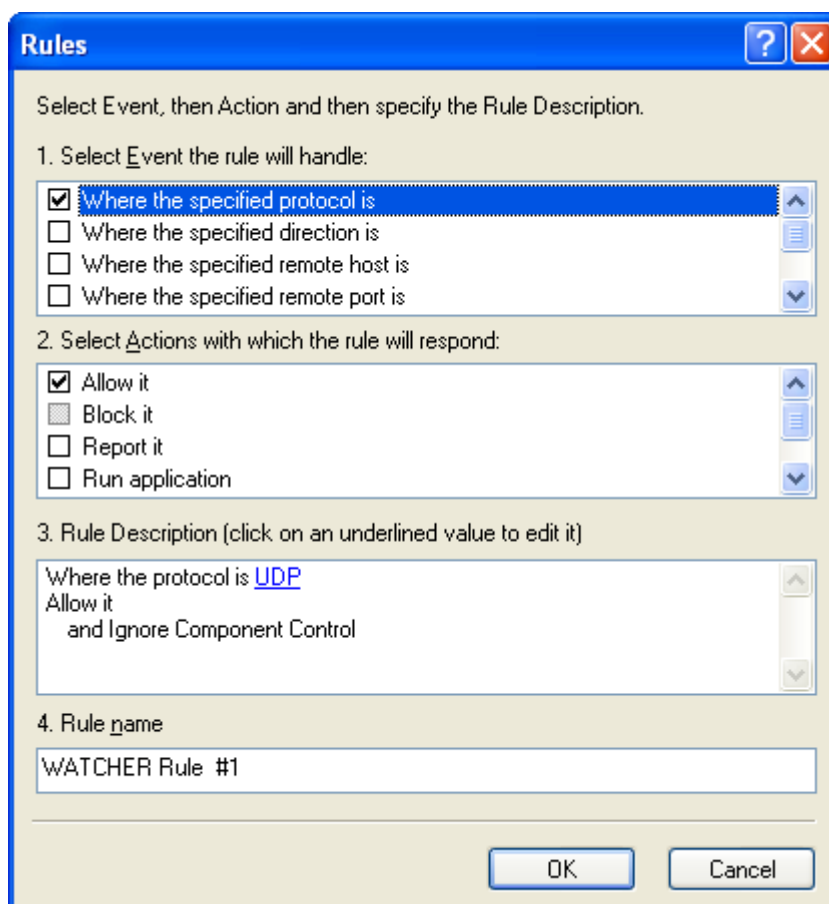 Rules
Select Event, then Action and then specify the Rule Description.
1. Select Event the rule will handle:
Where the specified protocol is
Where the specified direction is
Where the specified remote host is
Where the specified remote port is
2. Select Actions with which the rule will respond:
Allow it
Block it
Report it
Run application
3. Rule Description (click on an underlined value to edit it)
Where the protocol is UDP
Allow it
and Ignore Component Control
4. Rule name
WATCHER Rule  #1
OK Cancel